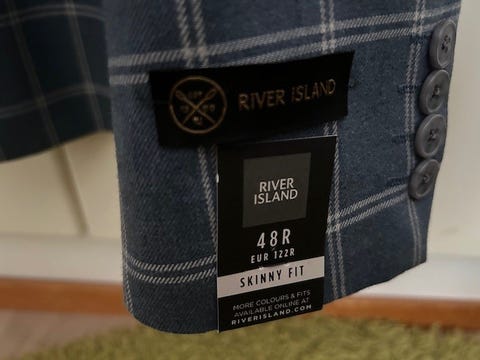 RIVER ISLAND
RIVER
ISLAND
48R
EUR 122R
SKINNY FIT
MORE COLOURS & FITS
AVAILABLE ONLINE AT
RIVERISLAND.COM